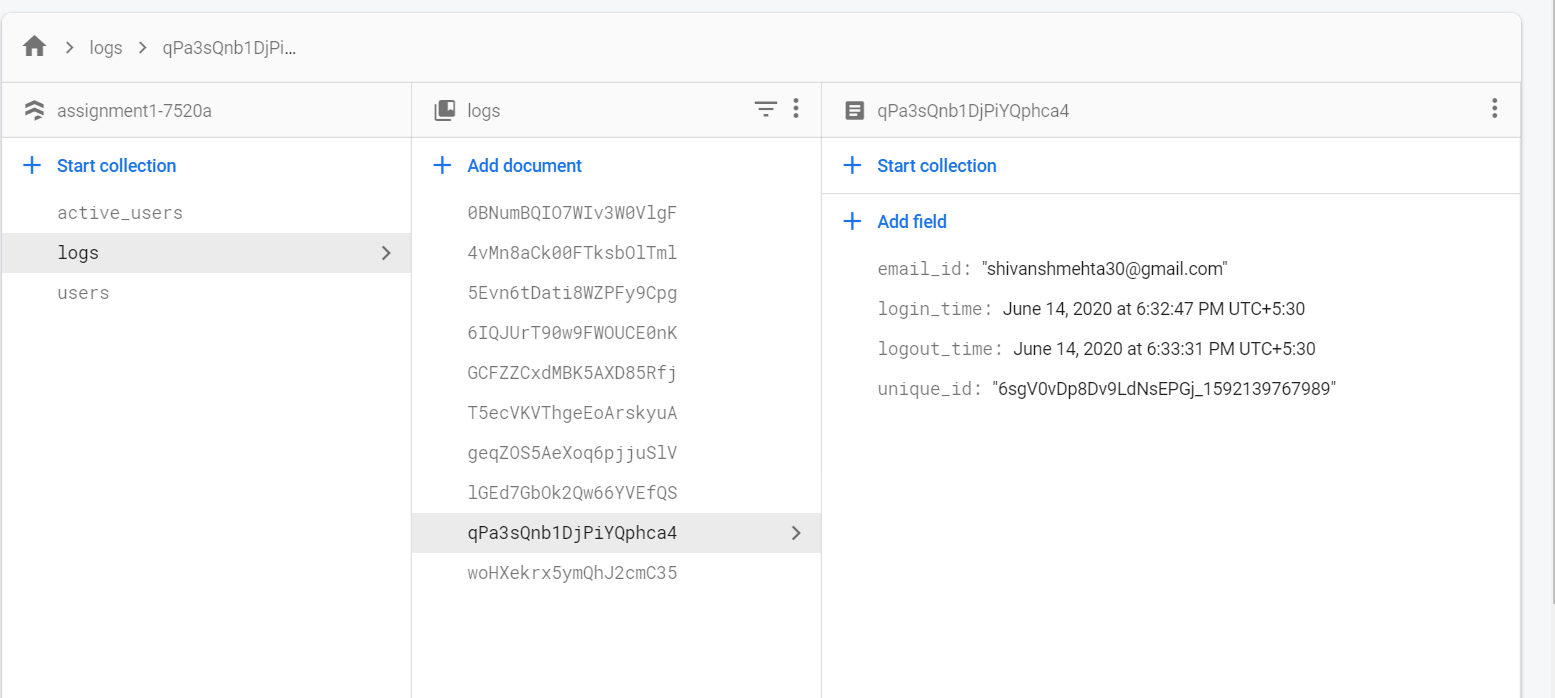 logs
qPa3sQnb1DjPi...
assignment1-7520a
Start collection
active_users
logs
users
logs
Add document
0BNumBQIO7WIv3W0VlgF
4vMn8aCk00FTksbOlTml
5Evn6tDati8WZPFy9Cpg
6IQJUrT90w9FWOUCE0nK
GCFZZCxdMBK5AXD85Rfj
T5ecVKVThgeEoArskyuA
geqZOS5AeXoq6pjjuSlV
lGEd7GbOk2Qw66YVEfQS
qPa3sQnb1DjPiYQphca4
woHXekrx5ymQhJ2cmC35
qPa3sQnb1DjPiYQphca4
Start collection
Add field
email_id: "shivanshmehta30@gmail.com"
login_time: June 14, 2020 at 6:32:47 PM UTC+5:30
logout_time: June 14, 2020 at 6:33:31 PM UTC+5:30
unique_id: "6sgV0vDp8Dv9LdNsEPGj_1592139767989"